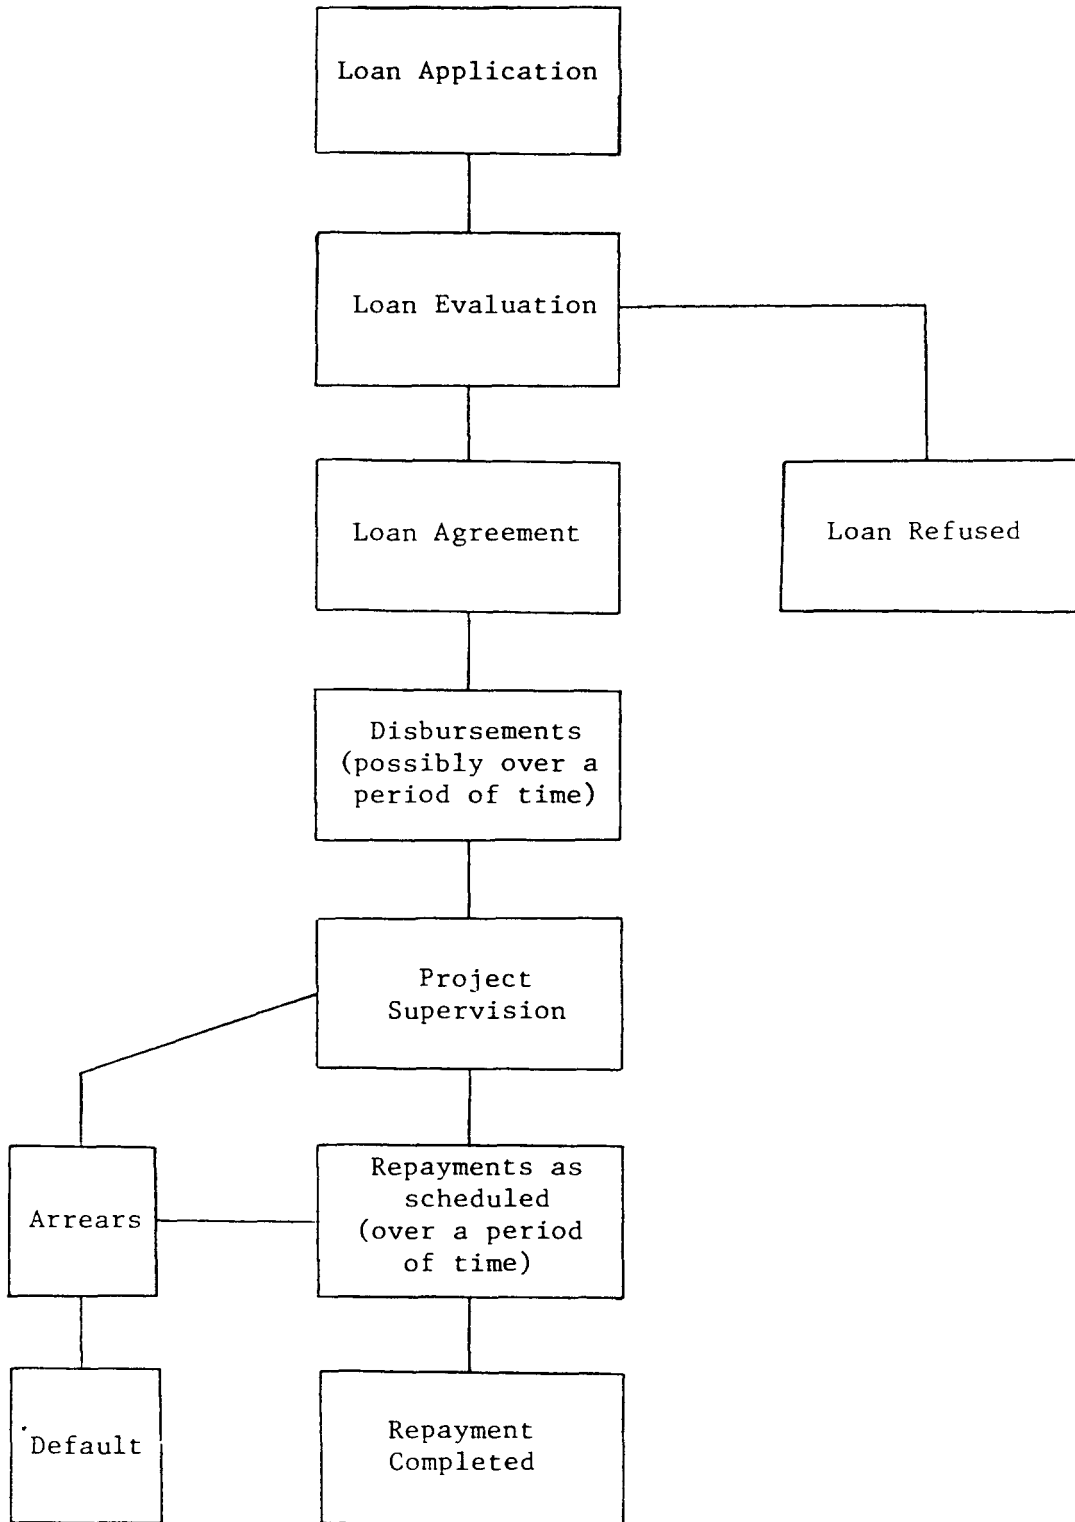 Loan Application
Loan Evaluation
Loan Agreement
Loan Refused
Disbursements
(possibly over a
period of time)
Project
Supervision
Arrears
Repayments as
scheduled
(over a period
of time)
Default
Repayment
Completed